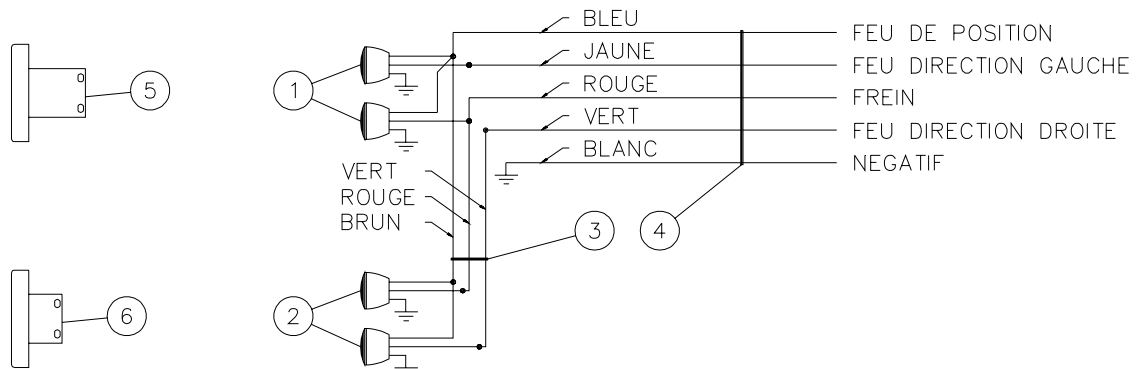 BLEU
FEU DE POSITION
JAUNE
FEU DIRECTION GAUCHE
ROUGE
FREIN
VERT
FEU DIRECTION DROITE
BLANC
NEGATIF
5
1
VERT
ROUGE
BRUN
3
4
6
2